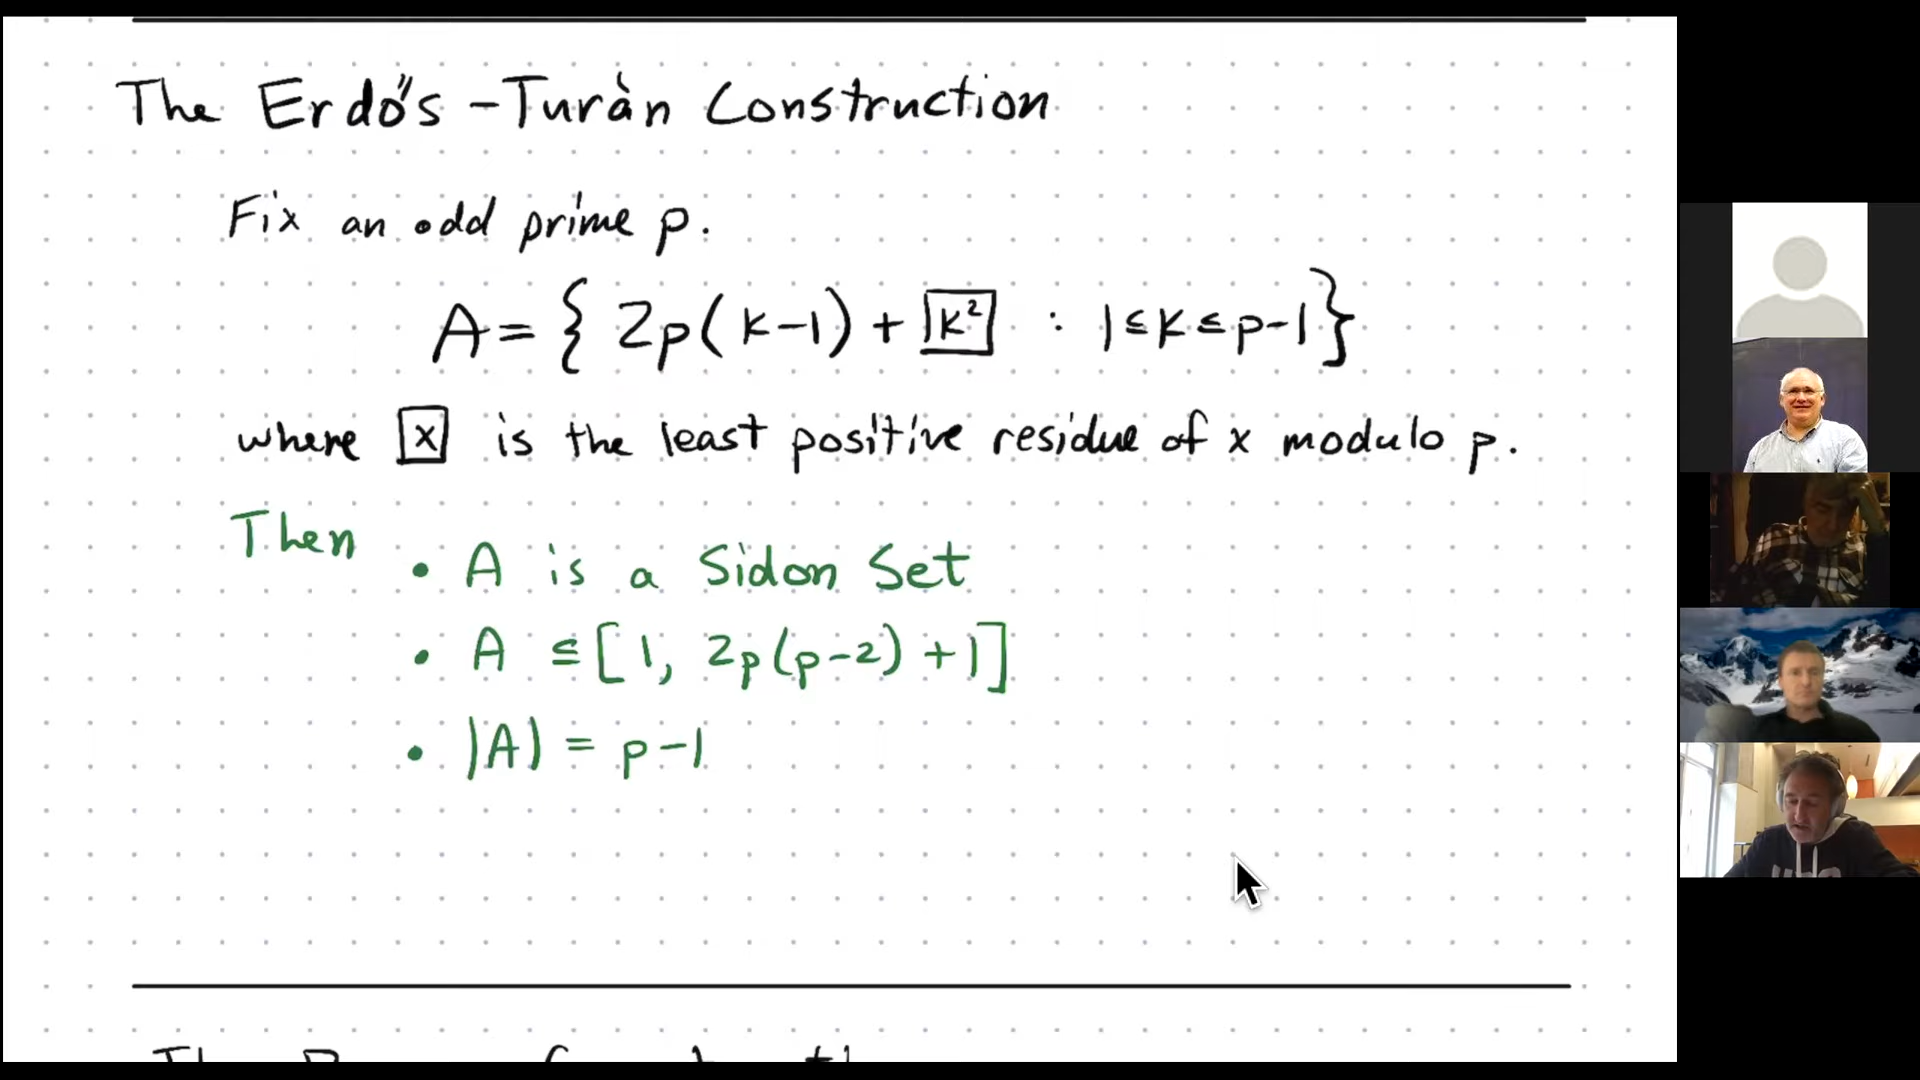 The Erdős - Turàn Construction
Fix an odd prime p.
A = { 2p(k-1) + [k²] : 1 ≤ k ≤ p-1 }
where [x] is the least positive residue of x modulo p.
Then
• A is a Sidon Set
• A ⊆ [1, 2p(p-2) + 1]
• |A| = p-1